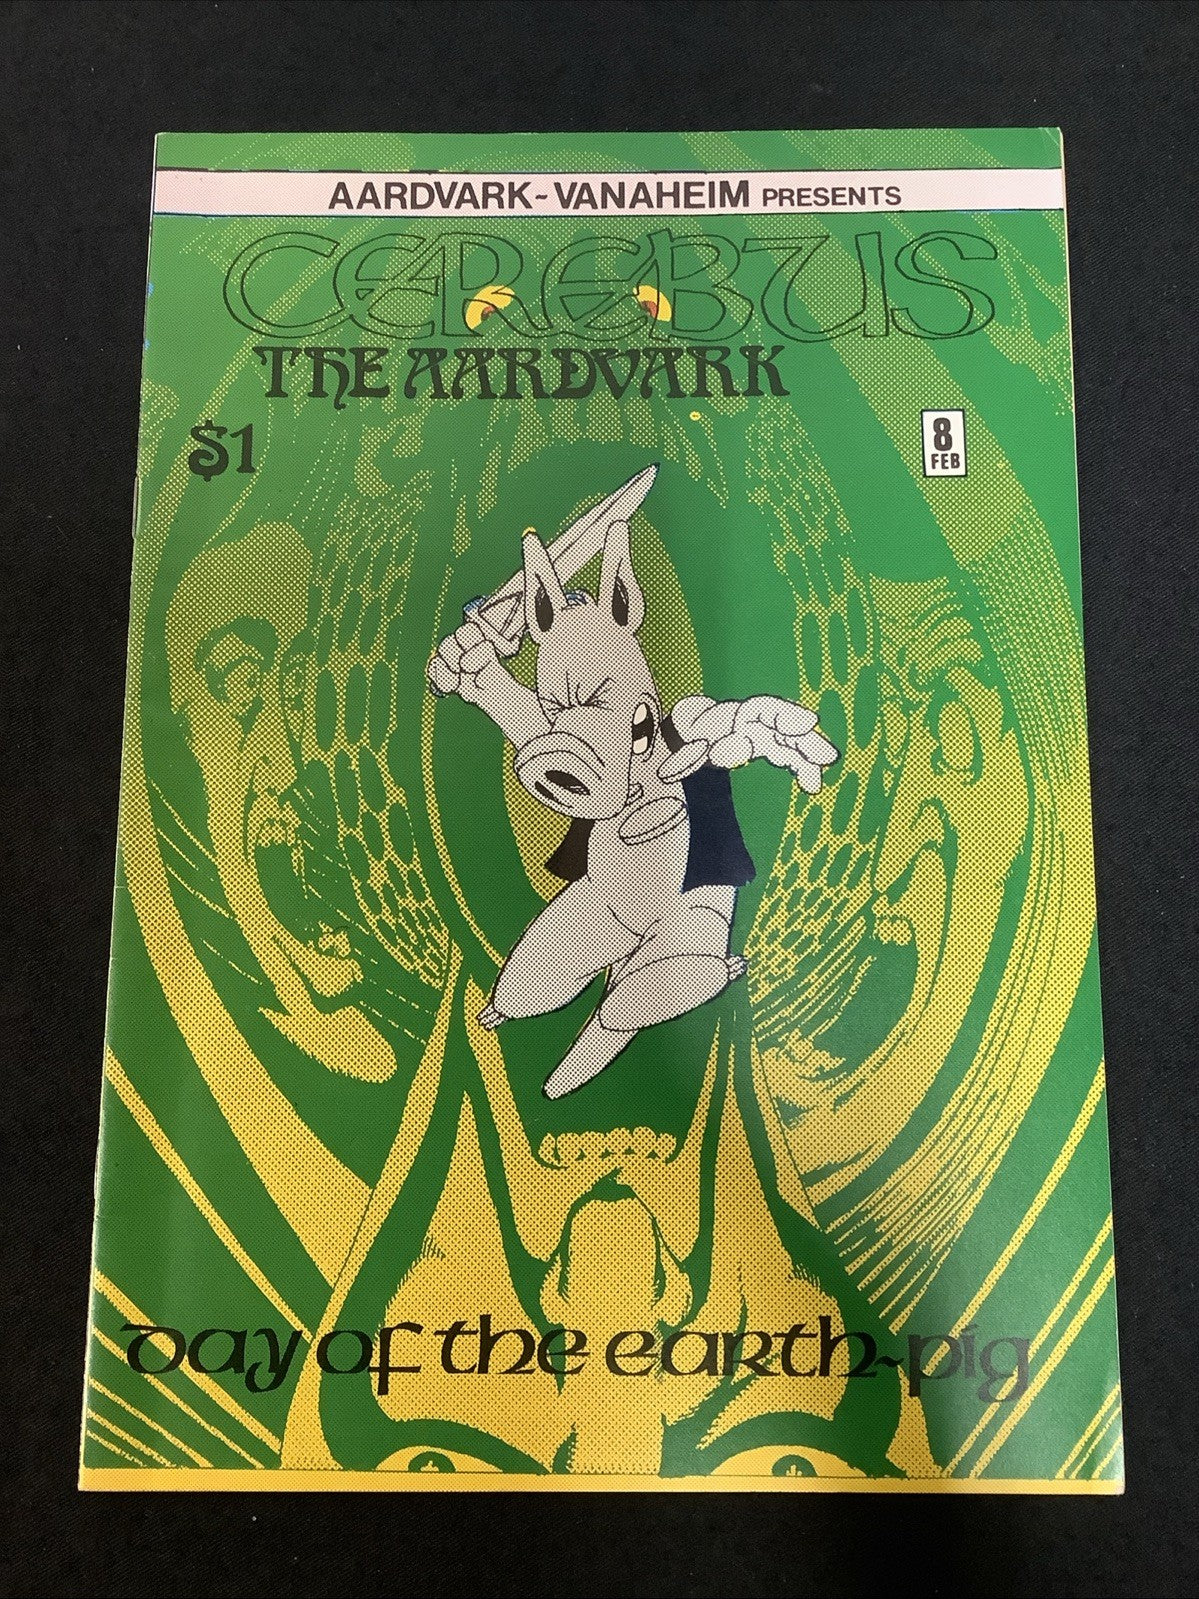 AARDVARK~VANAHEIM PRESENTS
CEREBUS
THE AARDVARK
$1
8
FEB
day of the earth~pig